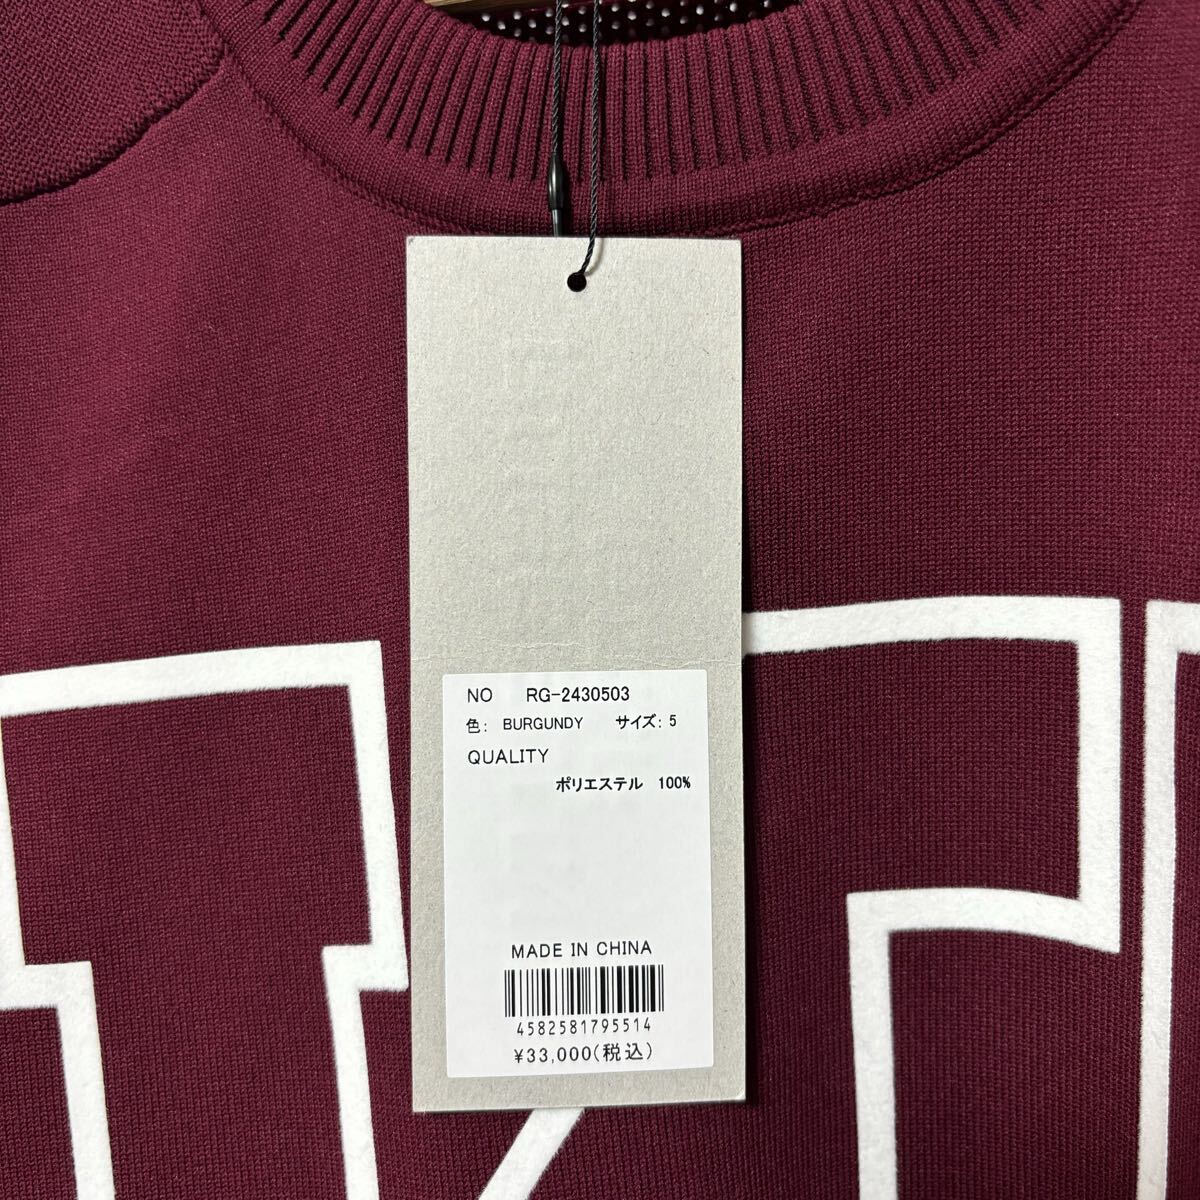 NO RG-2430503
色: BURGUNDY サイズ: 5
QUALITY
ポリエステル 100%
MADE IN CHINA
4582581795514
¥33,000(税込)